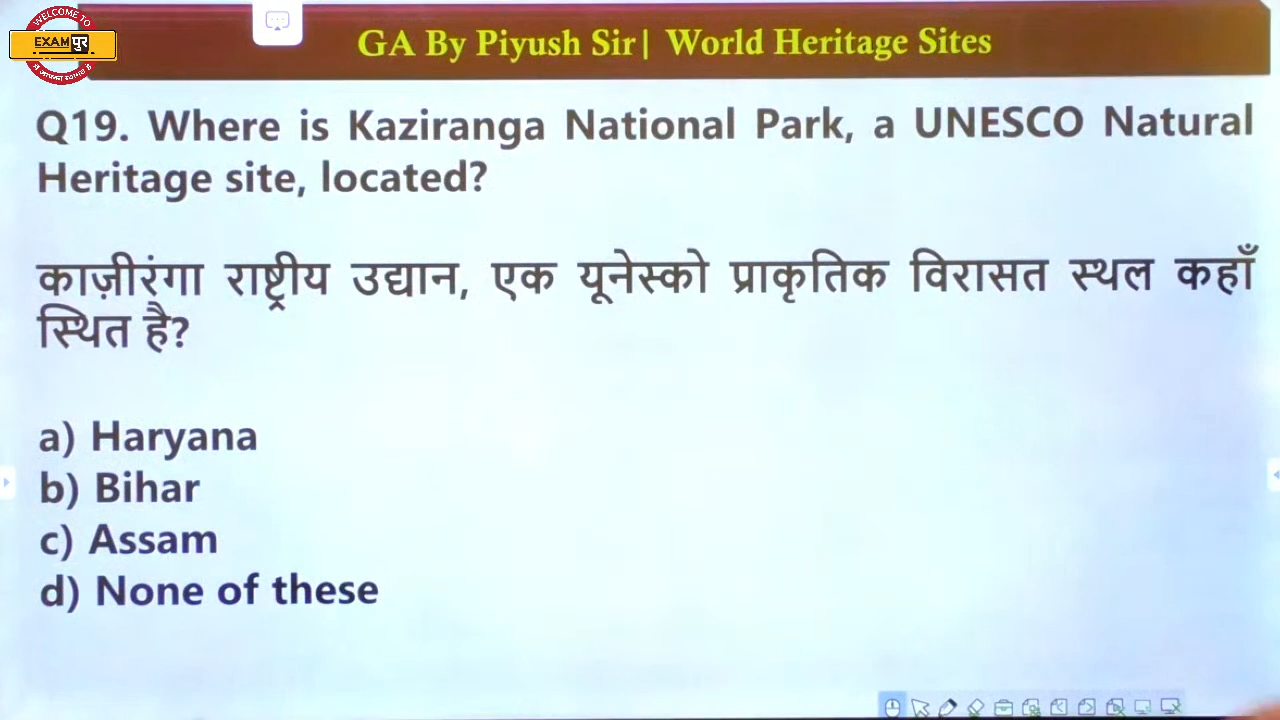 WELCOME TO
EXAM पुर
GA By Piyush Sir| World Heritage Sites
Q19. Where is Kaziranga National Park, a UNESCO Natural
Heritage site, located?
काज़ीरंगा राष्ट्रीय उद्यान, एक यूनेस्को प्राकृतिक विरासत स्थल कहाँ
स्थित है?
a) Haryana
b) Bihar
c) Assam
d) None of these